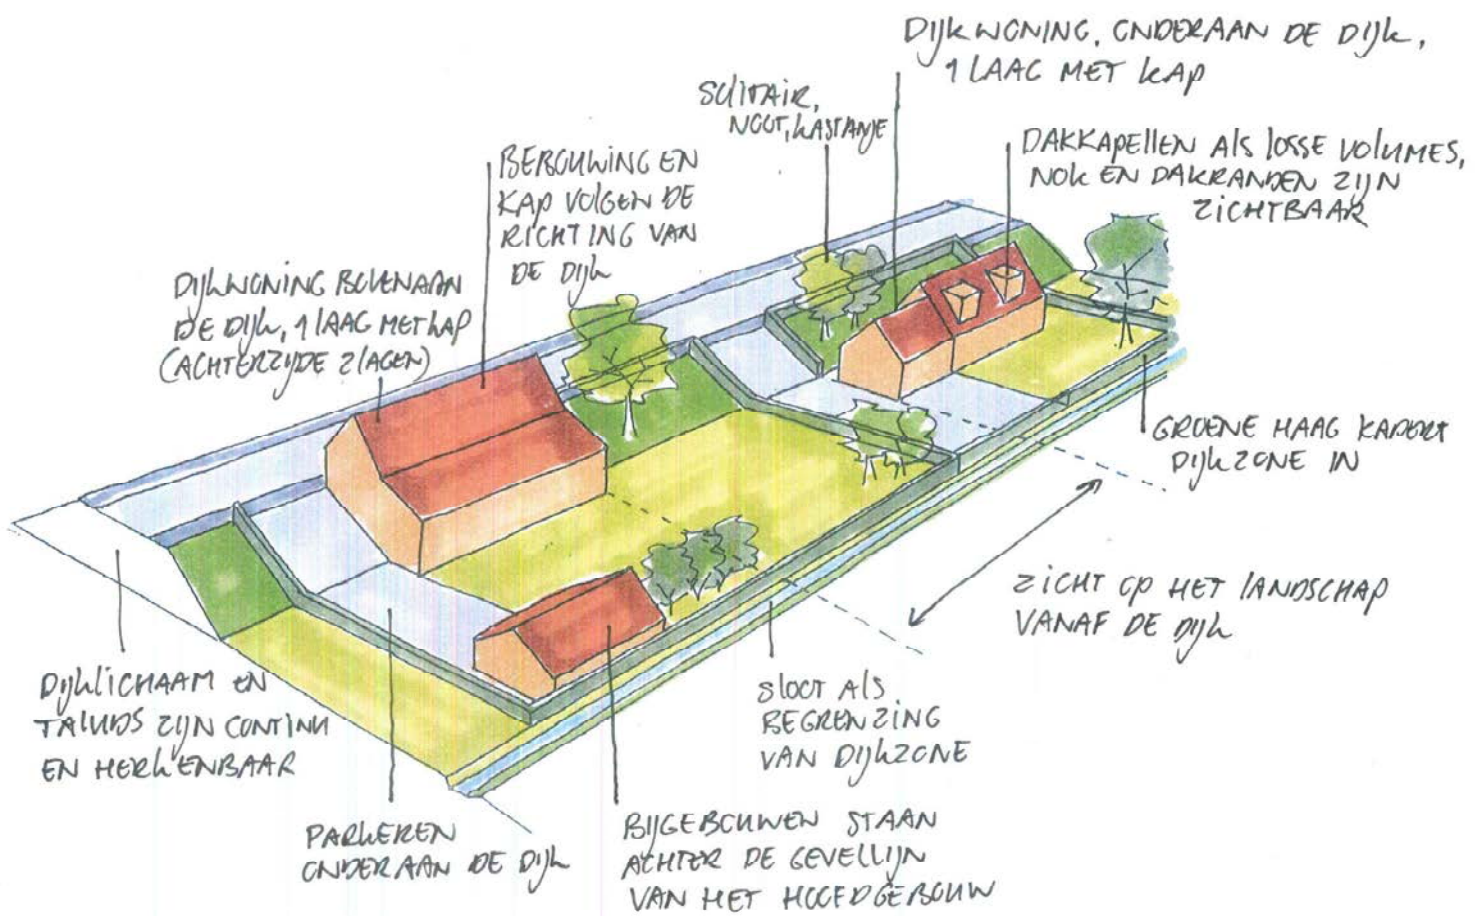 DIJKWONING, ONDERAAN DE DIJK,
1 LAAG MET KAP
SOLITAIR,
NOOT, KASTANJE
DAKKAPELLEN ALS LOSSE VOLUMES,
NOK EN DAKRANDEN ZIJN
ZICHTBAAR
BEBOUWING EN
KAP VOLGEN DE
RICHTING VAN
DE DIJK
DIJKWONING BOVENAAN
DE DIJK, 1 LAAG MET KAP
(ACHTERZIJDE 2 LAGEN)
GROENE HAAG KADERT
DIJKZONE IN
ZICHT OP HET LANDSCHAP
VANAF DE DIJK
DIJKLICHAAM EN
TALUDS ZIJN CONTINU
EN HERKENBAAR
SLOOT ALS
BEGRENZING
VAN DIJKZONE
PARKEREN
ONDERAAN DE DIJK
BIJGEBOUWEN STAAN
ACHTER DE GEVELLIJN
VAN HET HOOFDGEBOUW